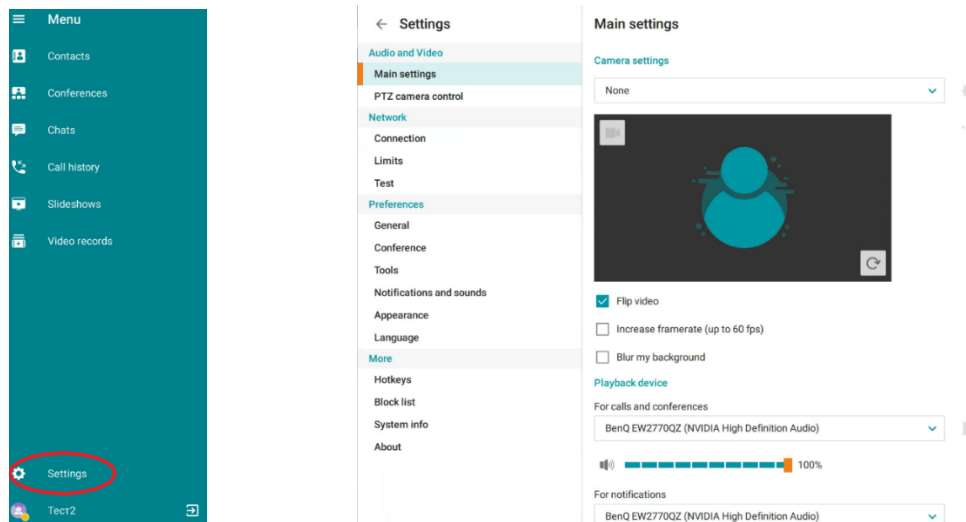 Menu
Contacts
Conferences
Chats
Call history
Slideshows
Video records
Settings
Тест2
Settings
Audio and Video
Main settings
PTZ camera control
Network
Connection
Limits
Test
Preferences
General
Conference
Tools
Notifications and sounds
Appearance
Language
More
Hotkeys
Block list
System info
About
Main settings
Camera settings
None
Flip video
Increase framerate (up to 60 fps)
Blur my background
Playback device
For calls and conferences
BenQ EW2770QZ (NVIDIA High Definition Audio)
100%
For notifications
BenQ EW2770QZ (NVIDIA High Definition Audio)